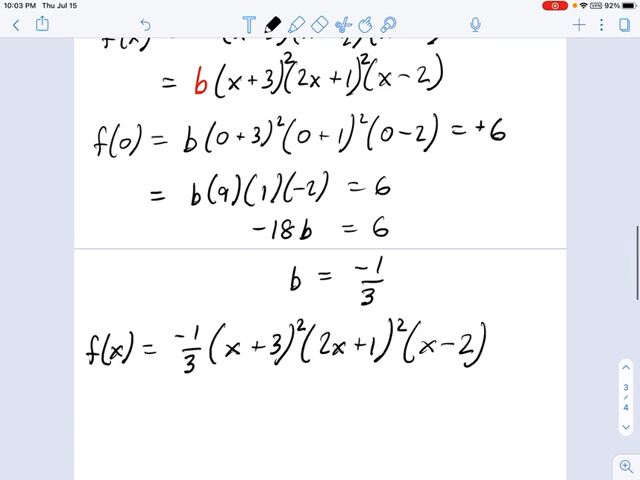 10:03 PM Thu Jul 15
92%
= b(x+3)²(2x+1)²(x-2)
f(0) = b(0+3)²(0+1)²(0-2) = +6
= b(9)(1)(-2) = 6
-18b = 6
b = -1/3
f(x) = -1/3 (x+3)²(2x+1)²(x-2)
3/4